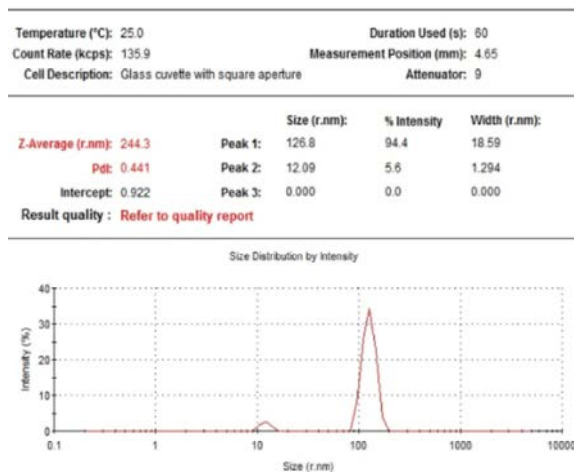 Temperature (°C): 25.0 Duration Used (s): 60
Count Rate (kcps): 135.9 Measurement Position (mm): 4.65
Cell Description: Glass cuvette with square aperture Attenuator: 9
Size (r.nm): % Intensity Width (r.nm):
Z-Average (r.nm): 244.3 Peak 1: 126.8 94.4 18.59
PdI: 0.441 Peak 2: 12.09 5.6 1.294
Intercept: 0.922 Peak 3: 0.000 0.0 0.000
Result quality : Refer to quality report
Size Distribution by Intensity
Intensity (%)
40
30
20
10
0
0.1 1 10 100 1000 10000
Size (r.nm)